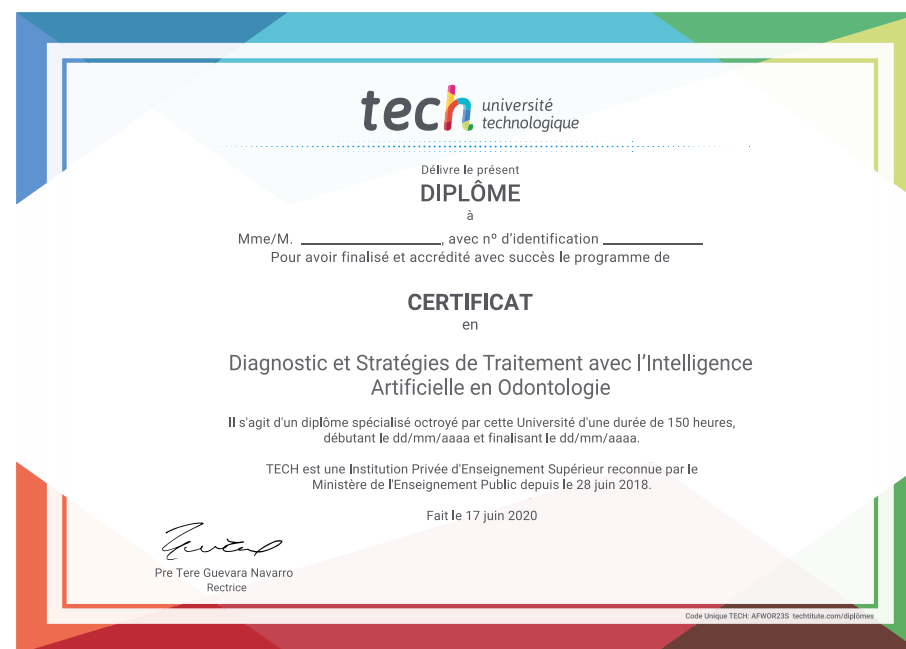 tech université
technologique
Délivre le présent
DIPLÔME
à
Mme/M. ____________________, avec nº d'identification ______________
Pour avoir finalisé et accrédité avec succès le programme de
CERTIFICAT
en
Diagnostic et Stratégies de Traitement avec l'Intelligence
Artificielle en Odontologie
Il s'agit d'un diplôme spécialisé octroyé par cette Université d'une durée de 150 heures,
débutant le dd/mm/aaaa et finalisant le dd/mm/aaaa.
TECH est une Institution Privée d'Enseignement Supérieur reconnue par le
Ministère de l'Enseignement Public depuis le 28 juin 2018.
Fait le 17 juin 2020
Pre Tere Guevara Navarro
Rectrice
Code Unique TECH: AFWOR23S techtitute.com/diplômes